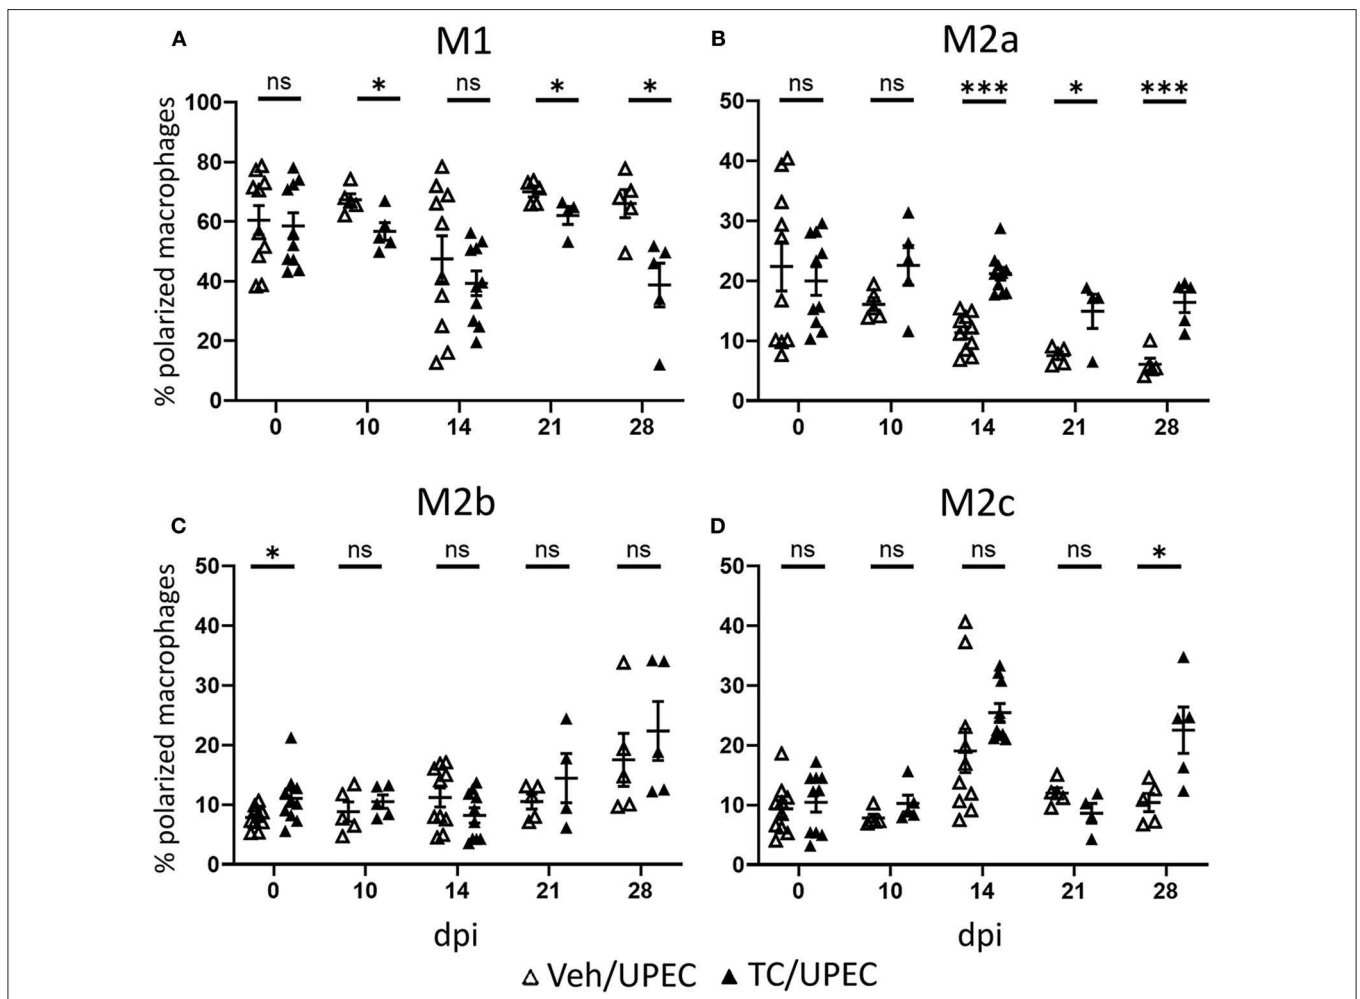 A
M1
ns * ns * *
% polarized macrophages
100
80
60
40
20
0
0 10 14 21 28
B
M2a
ns ns *** * ***
50
40
30
20
10
0
0 10 14 21 28
C
M2b
* ns ns ns ns
% polarized macrophages
50
40
30
20
10
0
0 10 14 21 28
dpi
D
M2c
ns ns ns ns *
50
40
30
20
10
0
0 10 14 21 28
dpi
Veh/UPEC TC/UPEC